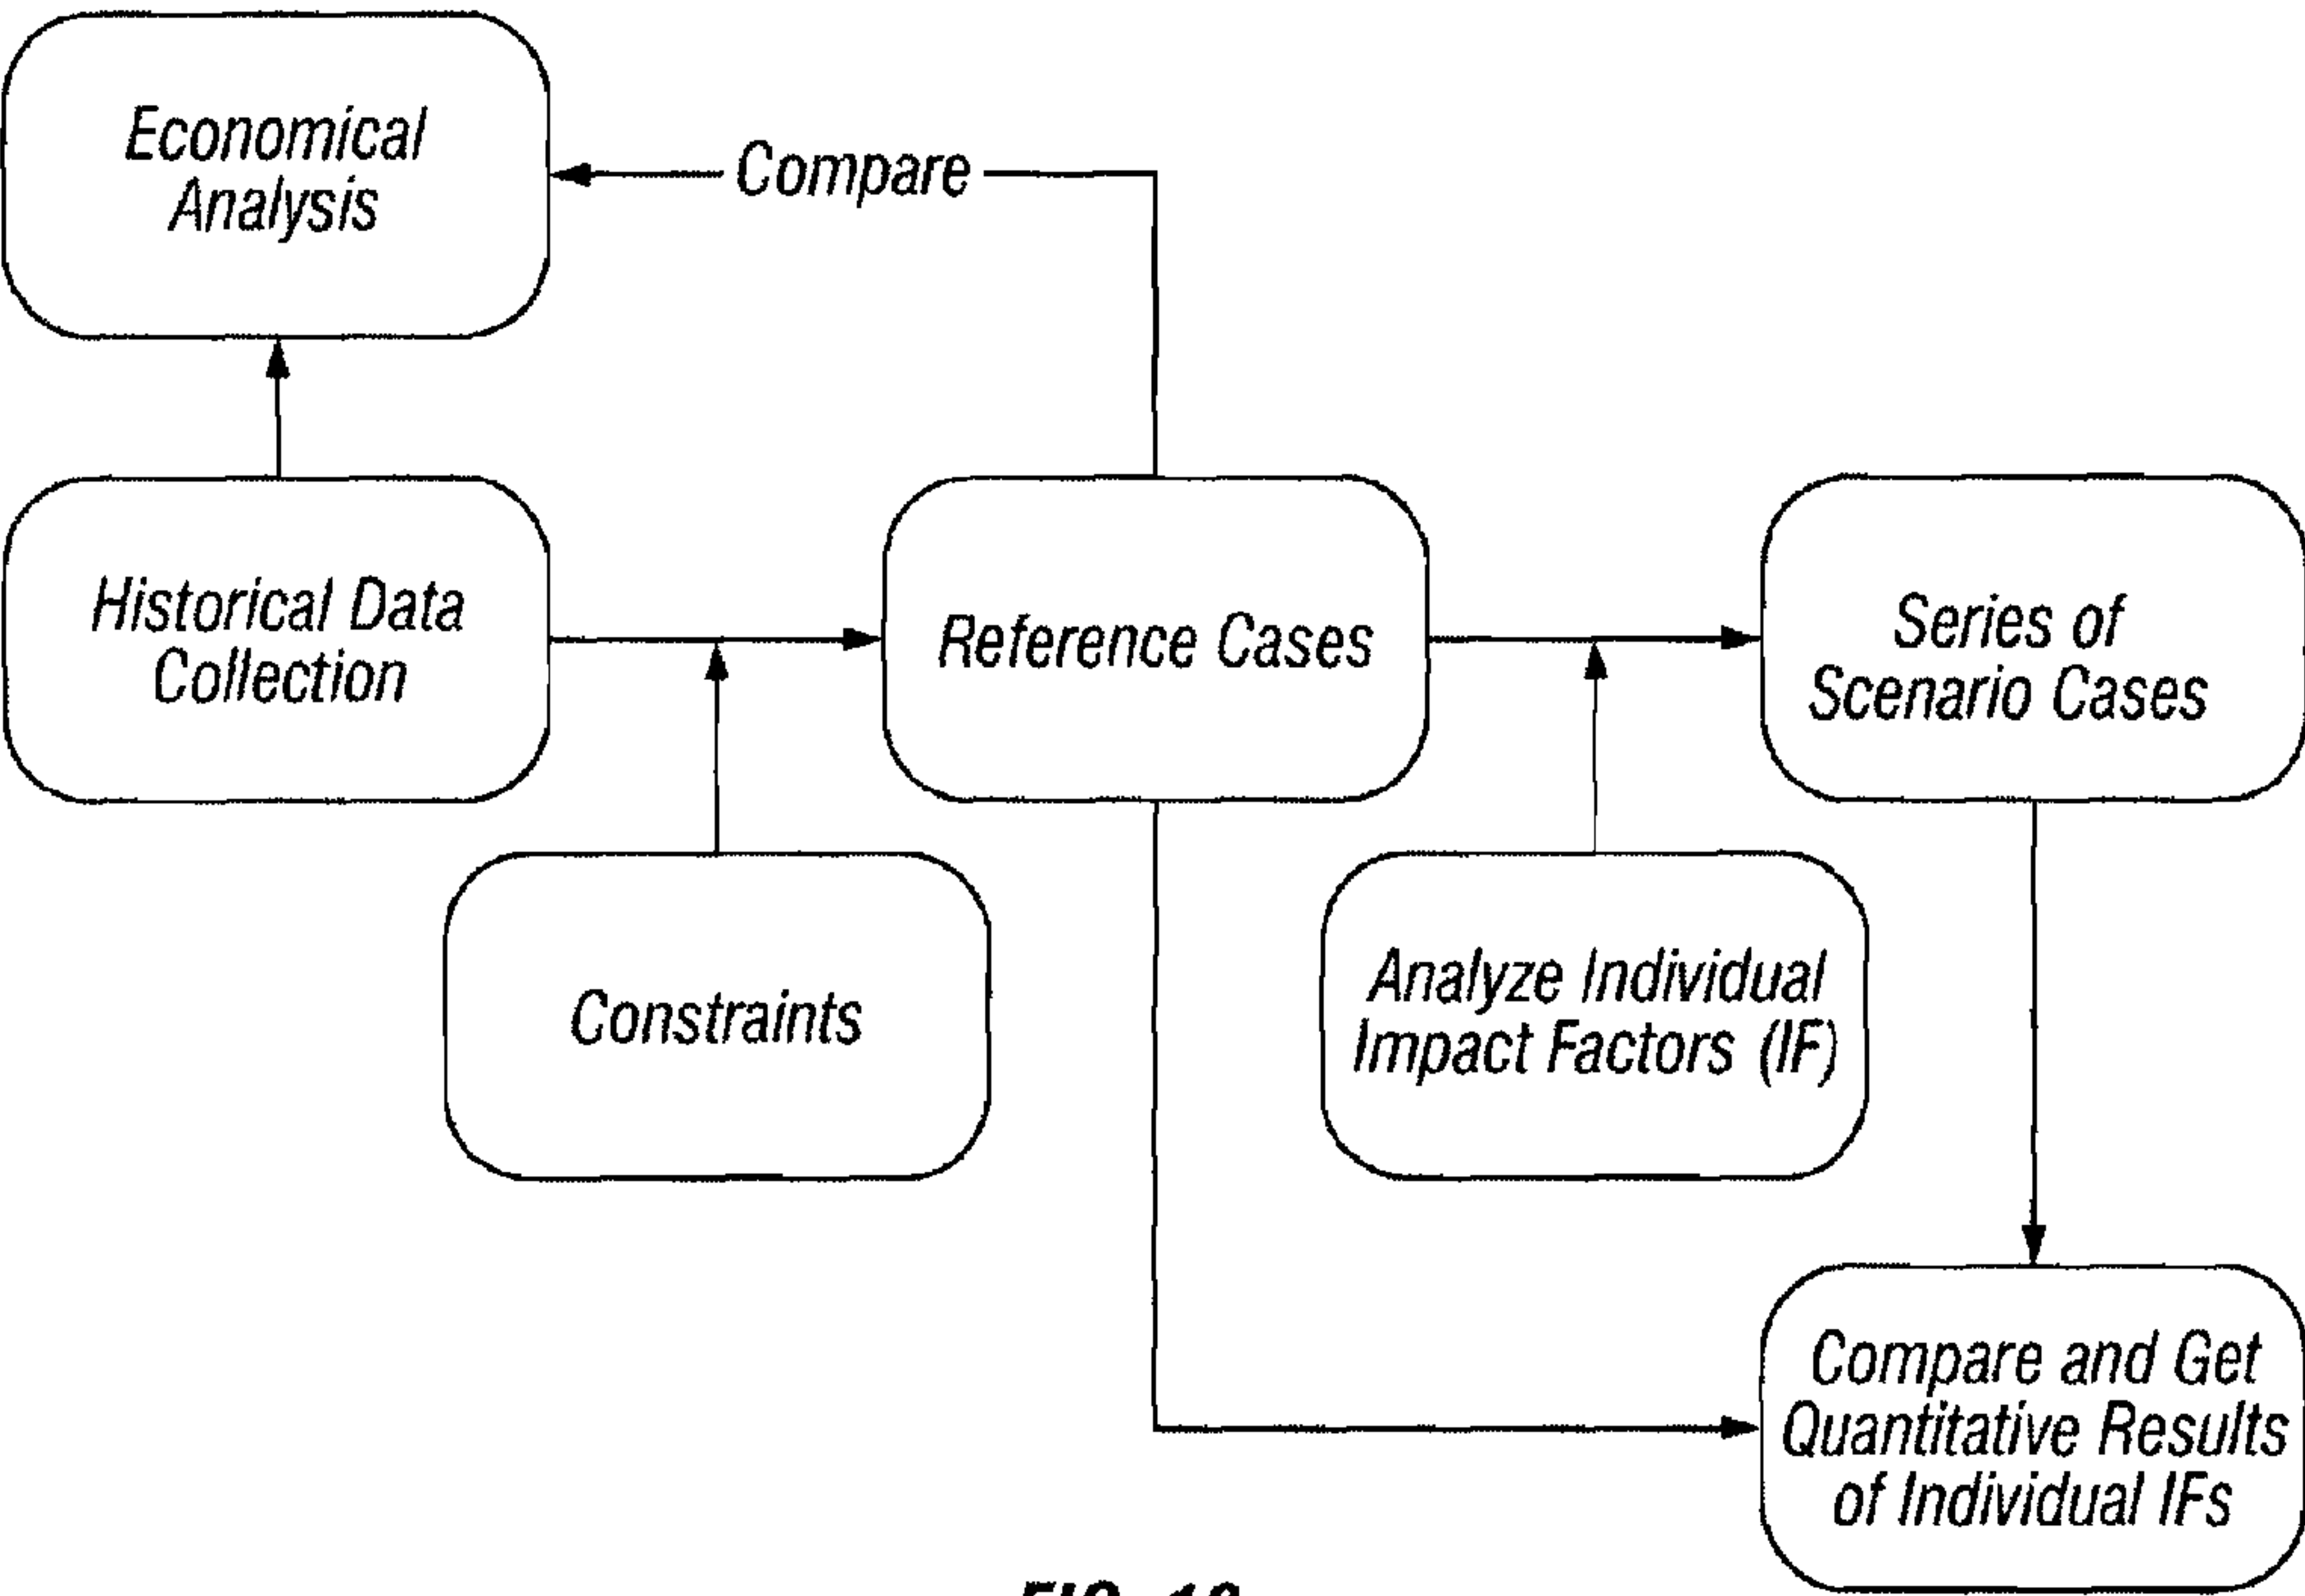 Economical
Analysis
Compare
Historical Data
Collection
Reference Cases
Series of
Scenario Cases
Constraints
Analyze Individual
Impact Factors (IF)
Compare and Get
Quantitative Results
of Individual IFs